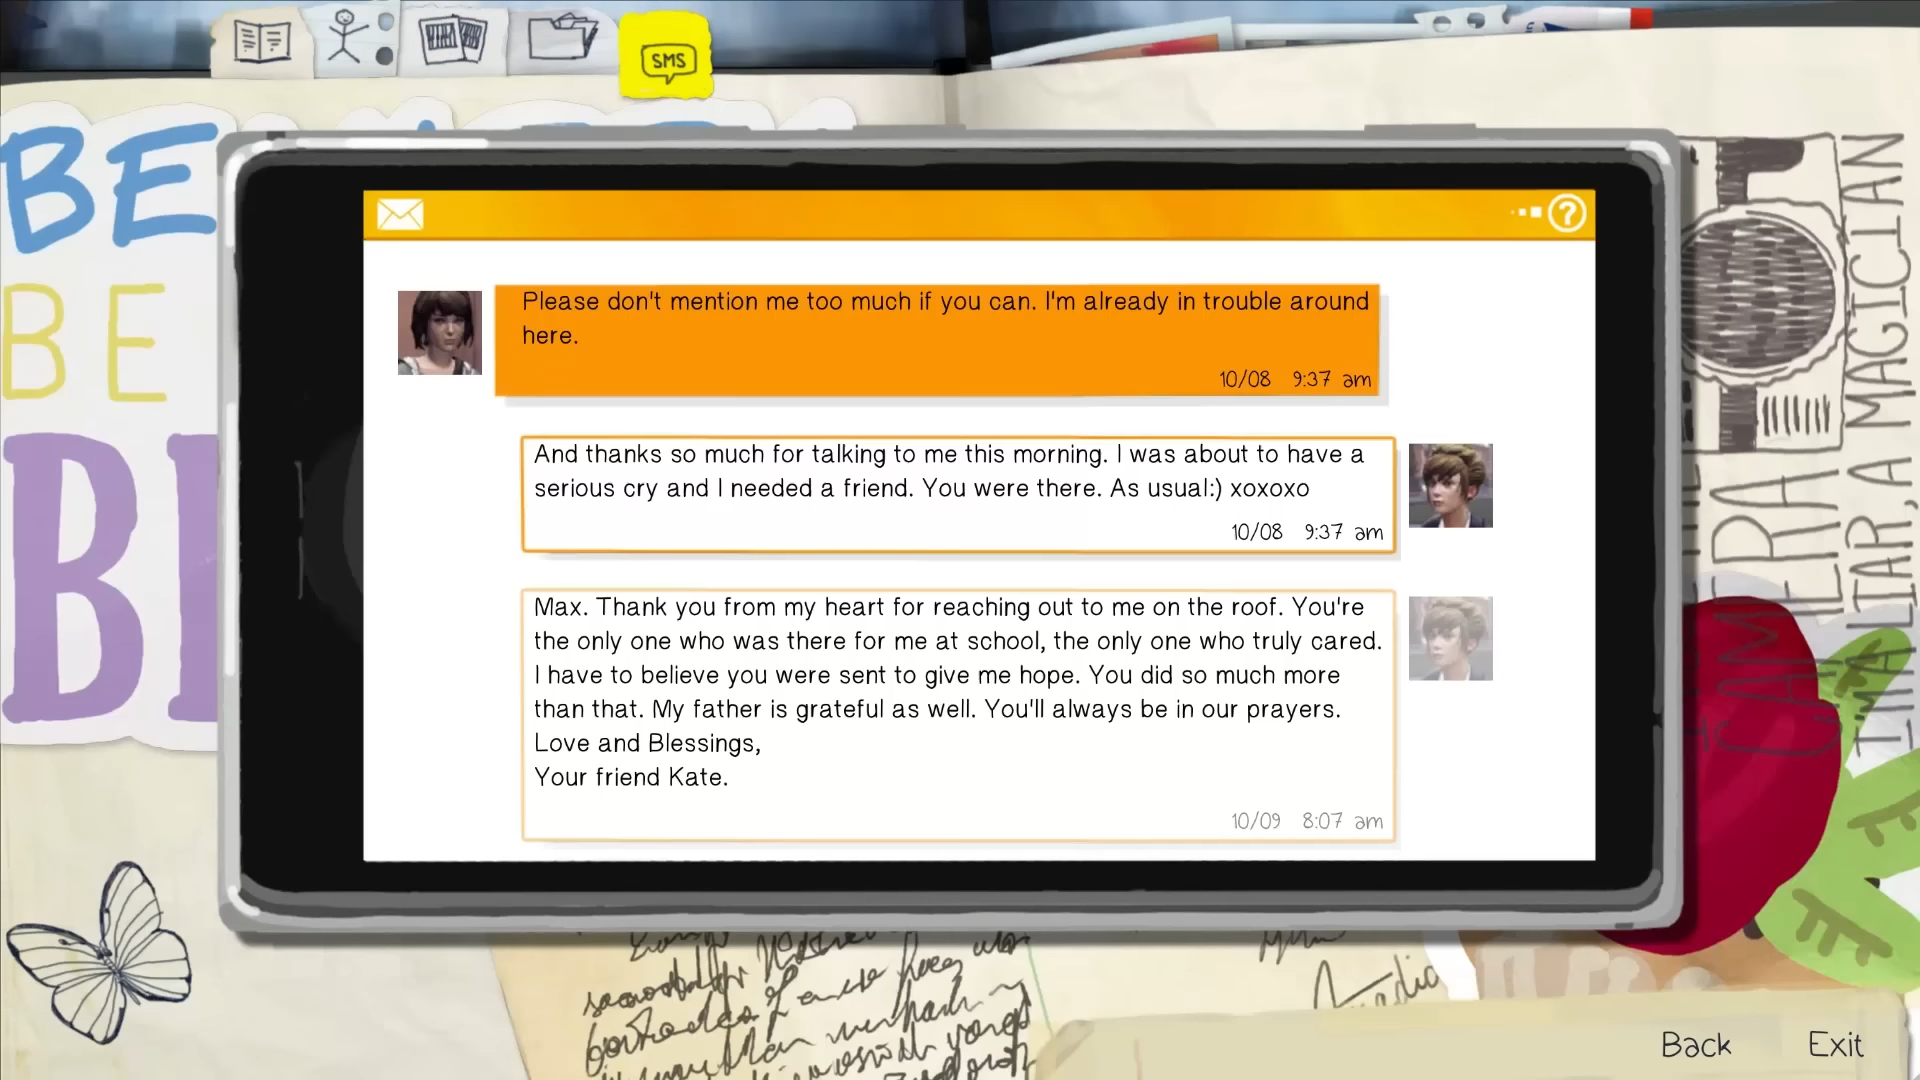 SMS
BE
BE
Please don't mention me too much if you can. I'm already in trouble around
here.
10/08 9:37 am
And thanks so much for talking to me this morning. I was about to have a
serious cry and I needed a friend. You were there. As usual:) xoxoxo
10/08 9:37 am
Max. Thank you from my heart for reaching out to me on the roof. You're
the only one who was there for me at school, the only one who truly cared.
I have to believe you were sent to give me hope. You did so much more
than that. My father is grateful as well. You'll always be in our prayers.
Love and Blessings,
Your friend Kate.
10/09 8:07 am
CAMERA
LIAR, A MAGICIAN
Back
Exit